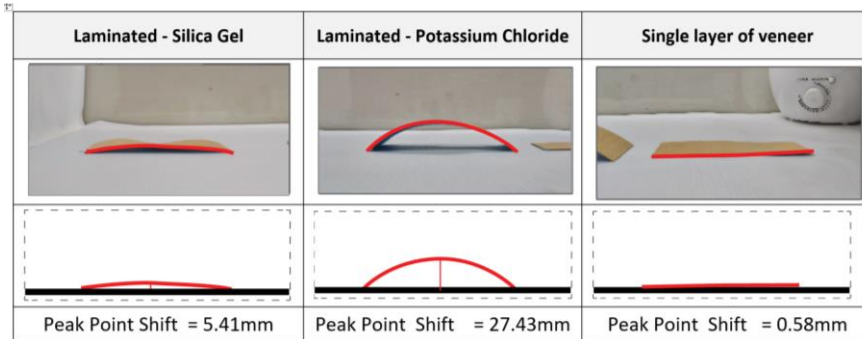 Laminated - Silica Gel
Laminated - Potassium Chloride
Single layer of veneer
Peak Point Shift = 5.41mm
Peak Point Shift = 27.43mm
Peak Point Shift = 0.58mm